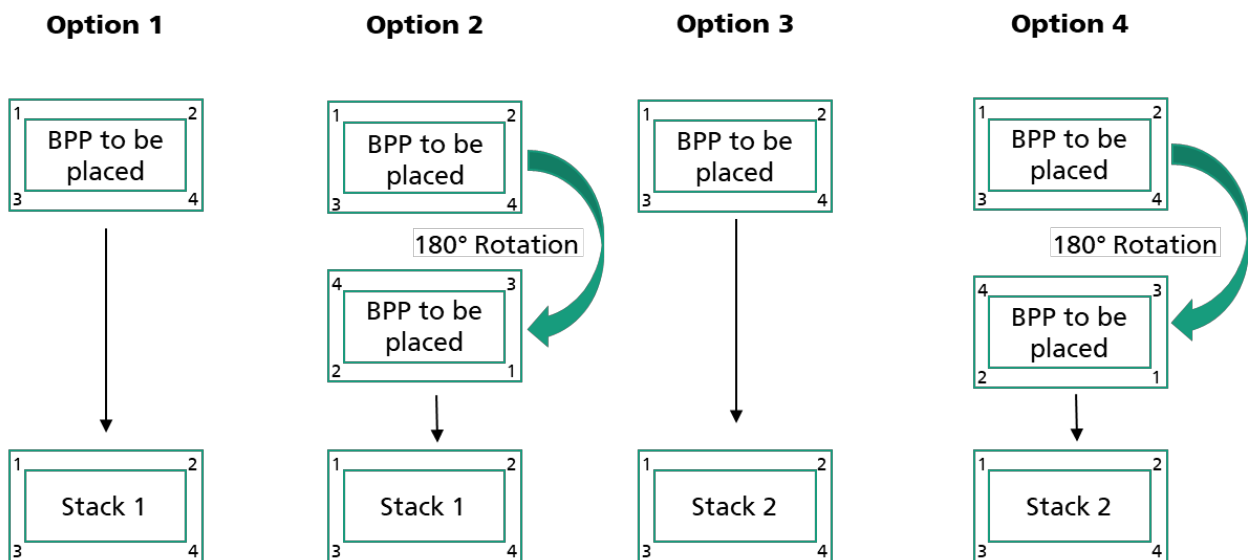 Option 1 Option 2 Option 3 Option 4
1 2 1 2 1 2 1 2
BPP to be placed
BPP to be placed
BPP to be placed
BPP to be placed
3 4 3 4 3 4 3 4
180° Rotation 180° Rotation
4 3 4 3
BPP to be placed
BPP to be placed
2 1 2 1
1 2 1 2 1 2 1 2
Stack 1 Stack 1 Stack 2 Stack 2
3 4 3 4 3 4 3 4